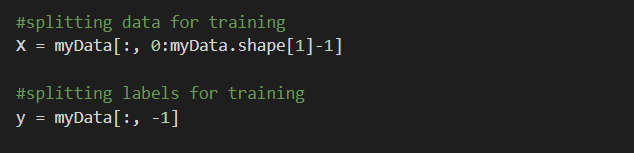 #splitting data for training
X = myData[:, 0:myData.shape[1]-1]
#splitting labels for training
y = myData[:, -1]